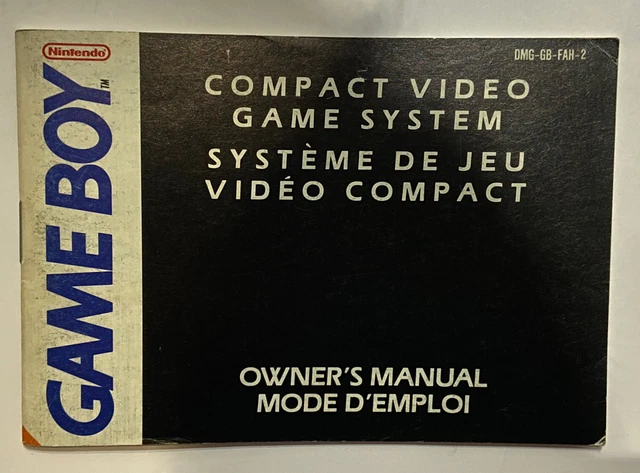 Nintendo
GAME BOY™
DMG-GB-FAH-2
COMPACT VIDEO
GAME SYSTEM
SYSTÈME DE JEU
VIDÉO COMPACT
OWNER'S MANUAL
MODE D'EMPLOI